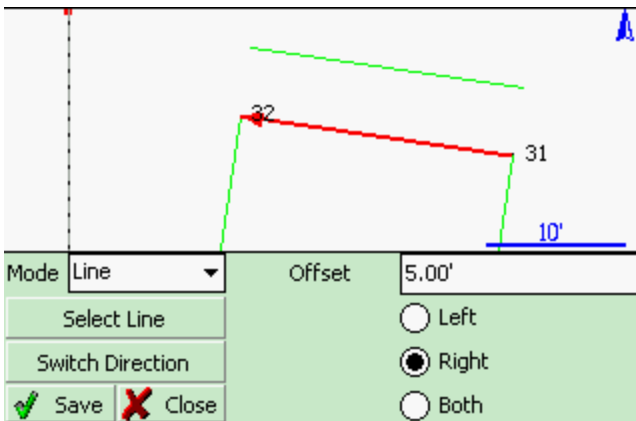 32
31
10'
Mode Line Offset 5.00'
Select Line Left
Switch Direction Right
Save Close Both